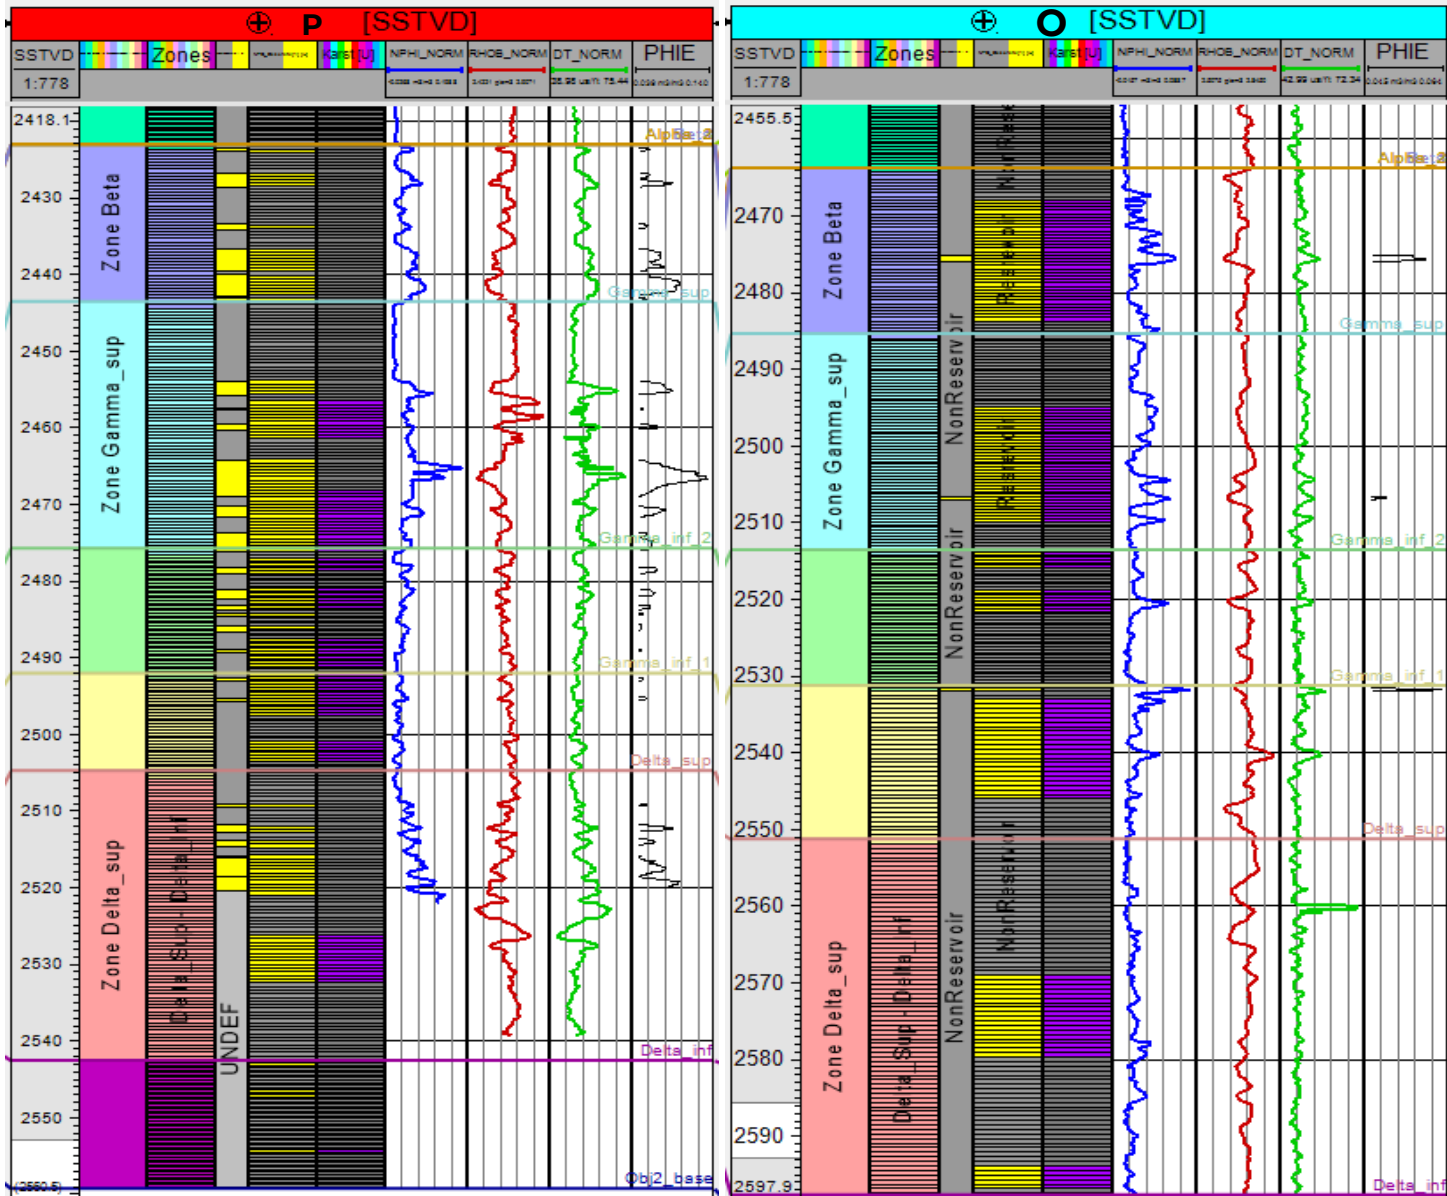 P [SSTVD]
SSTVD Zones Karst [U] NPHI_NORM RHOB_NORM DT_NORM PHIE
1:778
2418.1
Zone Beta
2430
2440
Gamma_sup
Zone Gamma_sup
2450
2460
2470
Gamma_inf_2
2480
2490
Gamma_inf_1
2500
Delta_sup
Zone Delta_sup
Delta_Sup - Delta_Inf
2510
2520
2530
UNDEF
2540
Delta_inf
2550
Obj2_base
O [SSTVD]
SSTVD Zones Karst [U] NPHI_NORM RHOB_NORM DT_NORM PHIE
1:778
2455.5
Zone Beta
2470
Reservoir
2480
Gamma_sup
Zone Gamma_sup
NonReservoir
2490
2500
Reservoir
2510
Gamma_inf_2
NonReservoir
2520
2530
Gamma_inf_1
2540
2550
NonReservoir
Delta_sup
Zone Delta_sup
Delta_Sup - Delta_Inf
NonReservoir
2560
2570
2580
2590
2597.9
Delta_inf